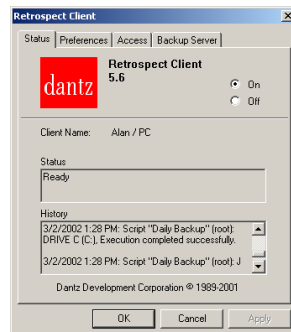 Retrospect Client
Status Preferences Access Backup Server
dantz
Retrospect Client
5.6
On
Off
Client Name: Alan / PC
Status
Ready
History
3/2/2002 1:28 PM: Script "Daily Backup" (root):
DRIVE C (C:), Execution completed successfully.
3/2/2002 1:28 PM: Script "Daily Backup" (root): J
Dantz Development Corporation © 1989-2001
OK Cancel Apply